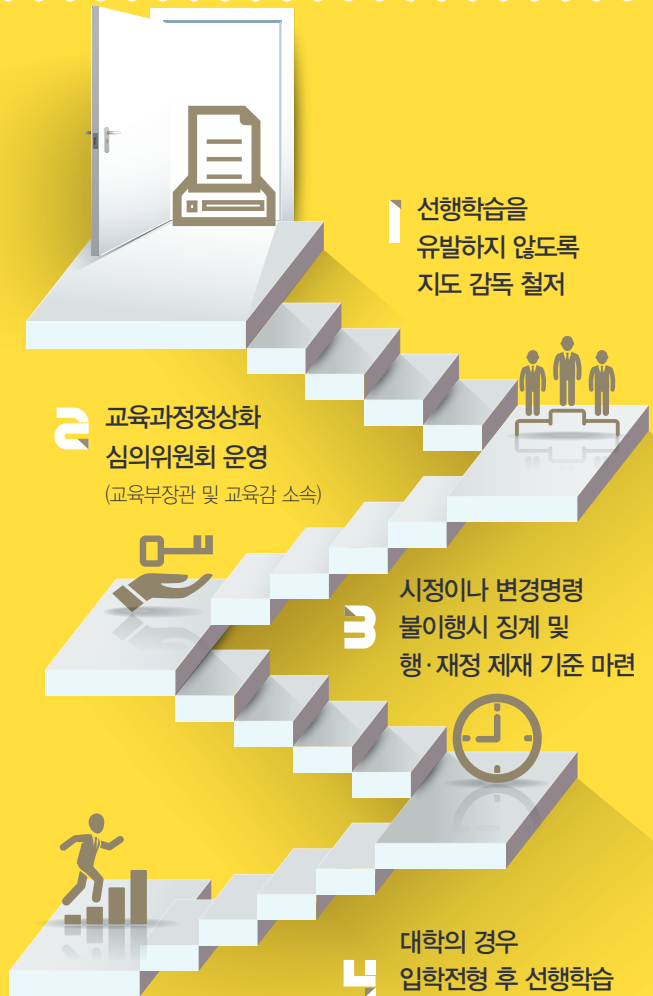 1
선행학습을
유발하지 않도록
지도 감독 철저
2
교육과정정상화
심의위원회 운영
(교육부장관 및 교육감 소속)
3
시정이나 변경명령
불이행시 징계 및
행·재정 제재 기준 마련
4
대학의 경우
입학전형 후 선행학습